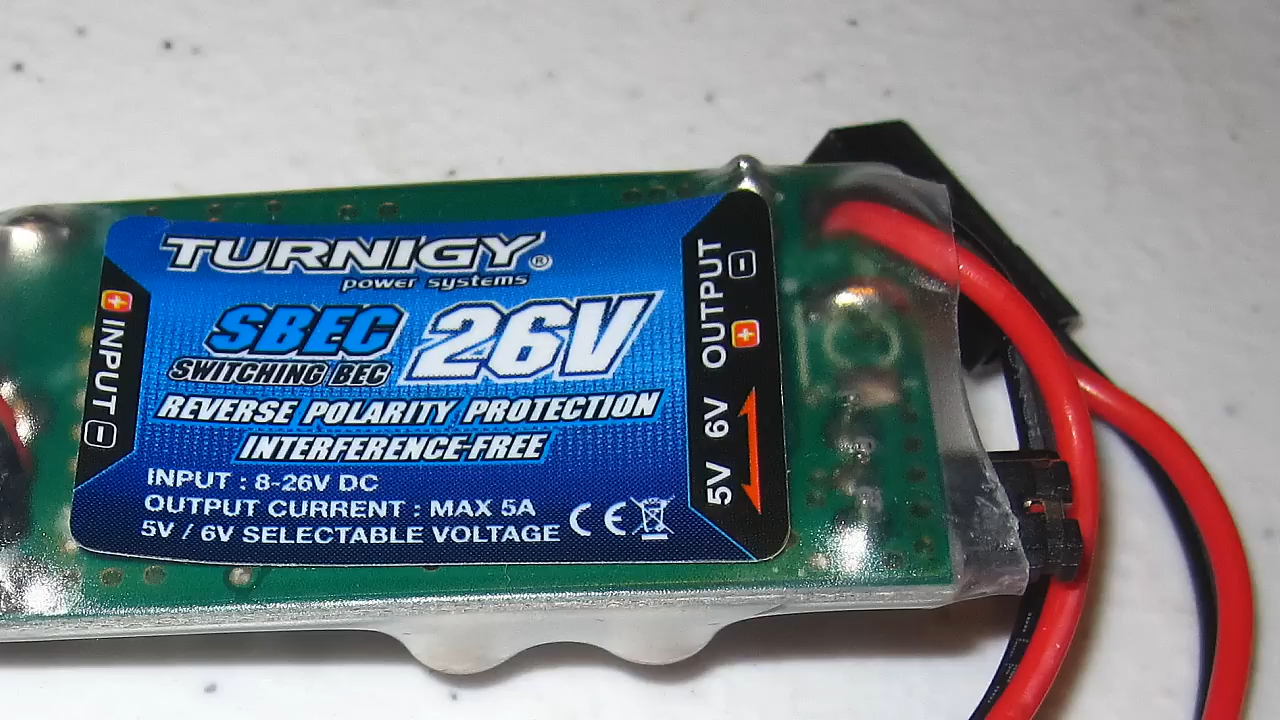 TURNIGY®
power systems
SBEC 26V
SWITCHING BEC
REVERSE POLARITY PROTECTION
INTERFERENCE-FREE
INPUT : 8-26V DC
OUTPUT CURRENT : MAX 5A
5V / 6V SELECTABLE VOLTAGE
CE
+ INPUT -
5V 6V
OUTPUT
+ -